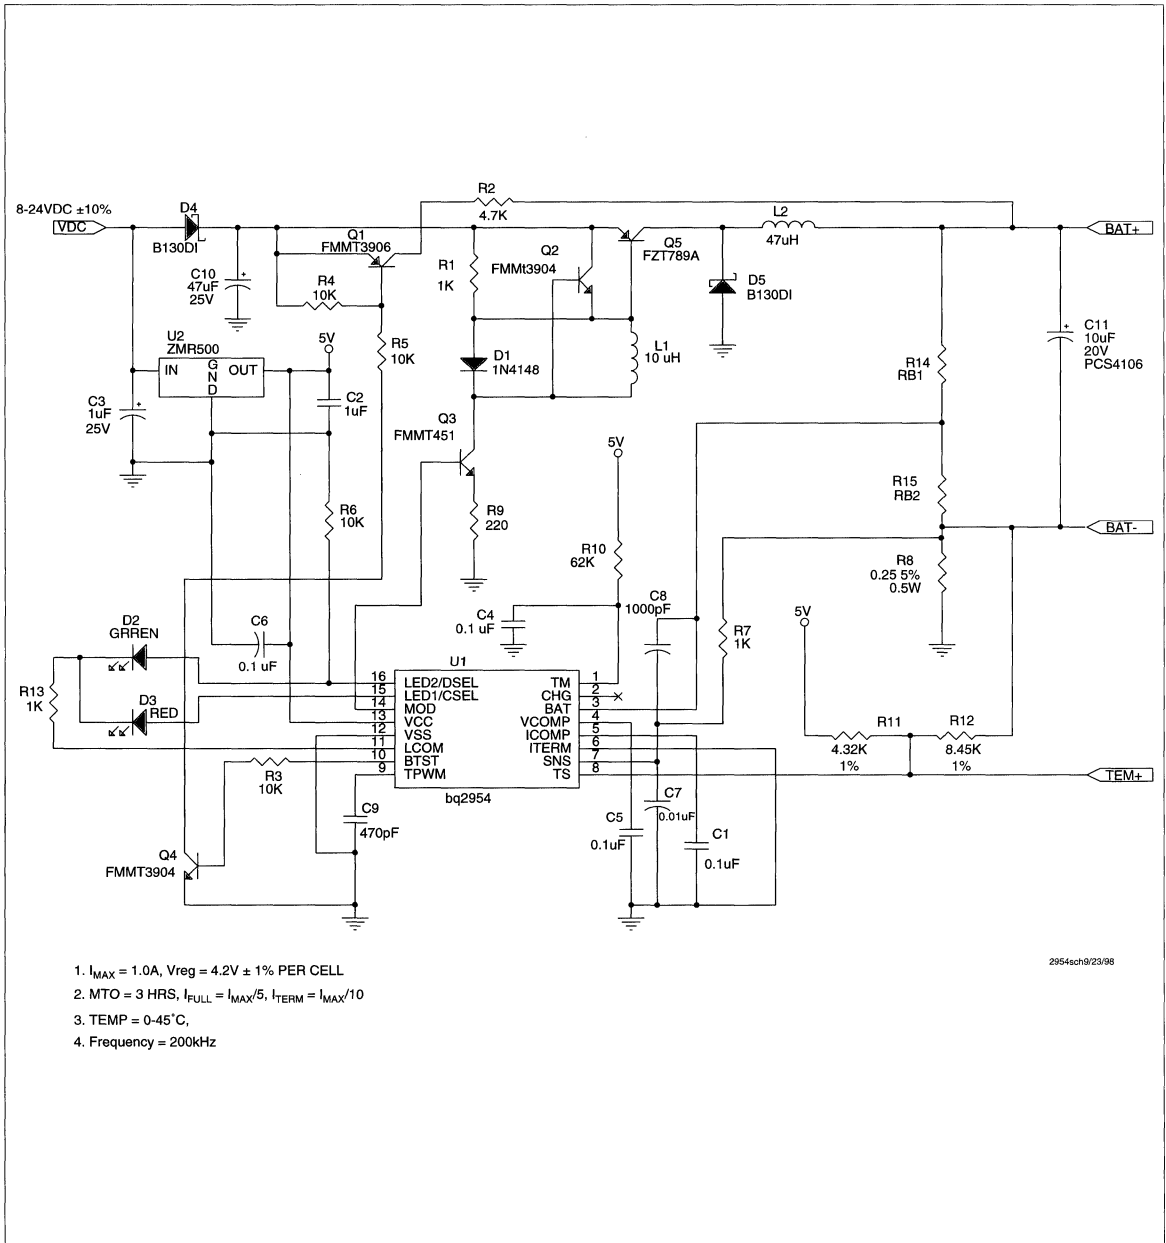 8-24VDC ±10%
VDC
D4
B130DI
C10
47uF
25V
Q1
FMMT3906
R4
10K
R2
4.7K
R1
1K
Q2
FMMt3904
Q5
FZT789A
L2
47uH
D5
B130DI
BAT+
U2
ZMR500
IN
GND
OUT
5V
C2
1uF
C3
1uF
25V
R5
10K
D1
1N4148
L1
10 uH
R14
RB1
C11
10uF
20V
PCS4106
Q3
FMMT451
R9
220
R6
10K
5V
R10
62K
R15
RB2
BAT-
R8
0.25 5%
0.5W
C4
0.1 uF
C8
1000pF
R7
1K
5V
D2
GRREN
C6
0.1 uF
R13
1K
D3
RED
U1
16 LED2/DSEL TM 1
15 LED1/CSEL CHG 2
14 MOD BAT 3
13 VCC VCOMP 4
12 VSS ICOMP 5
11 LCOM ITERM 6
10 BTST SNS 7
9 TPWM TS 8
bq2954
R11
4.32K
1%
R12
8.45K
1%
TEM+
R3
10K
C9
470pF
C5
0.1uF
C7
0.01uF
C1
0.1uF
Q4
FMMT3904
2954sch9/23/98
1. IMAX = 1.0A, Vreg = 4.2V ± 1% PER CELL
2. MTO = 3 HRS, IFULL = IMAX/5, ITERM = IMAX/10
3. TEMP = 0-45˚C,
4. Frequency = 200kHz